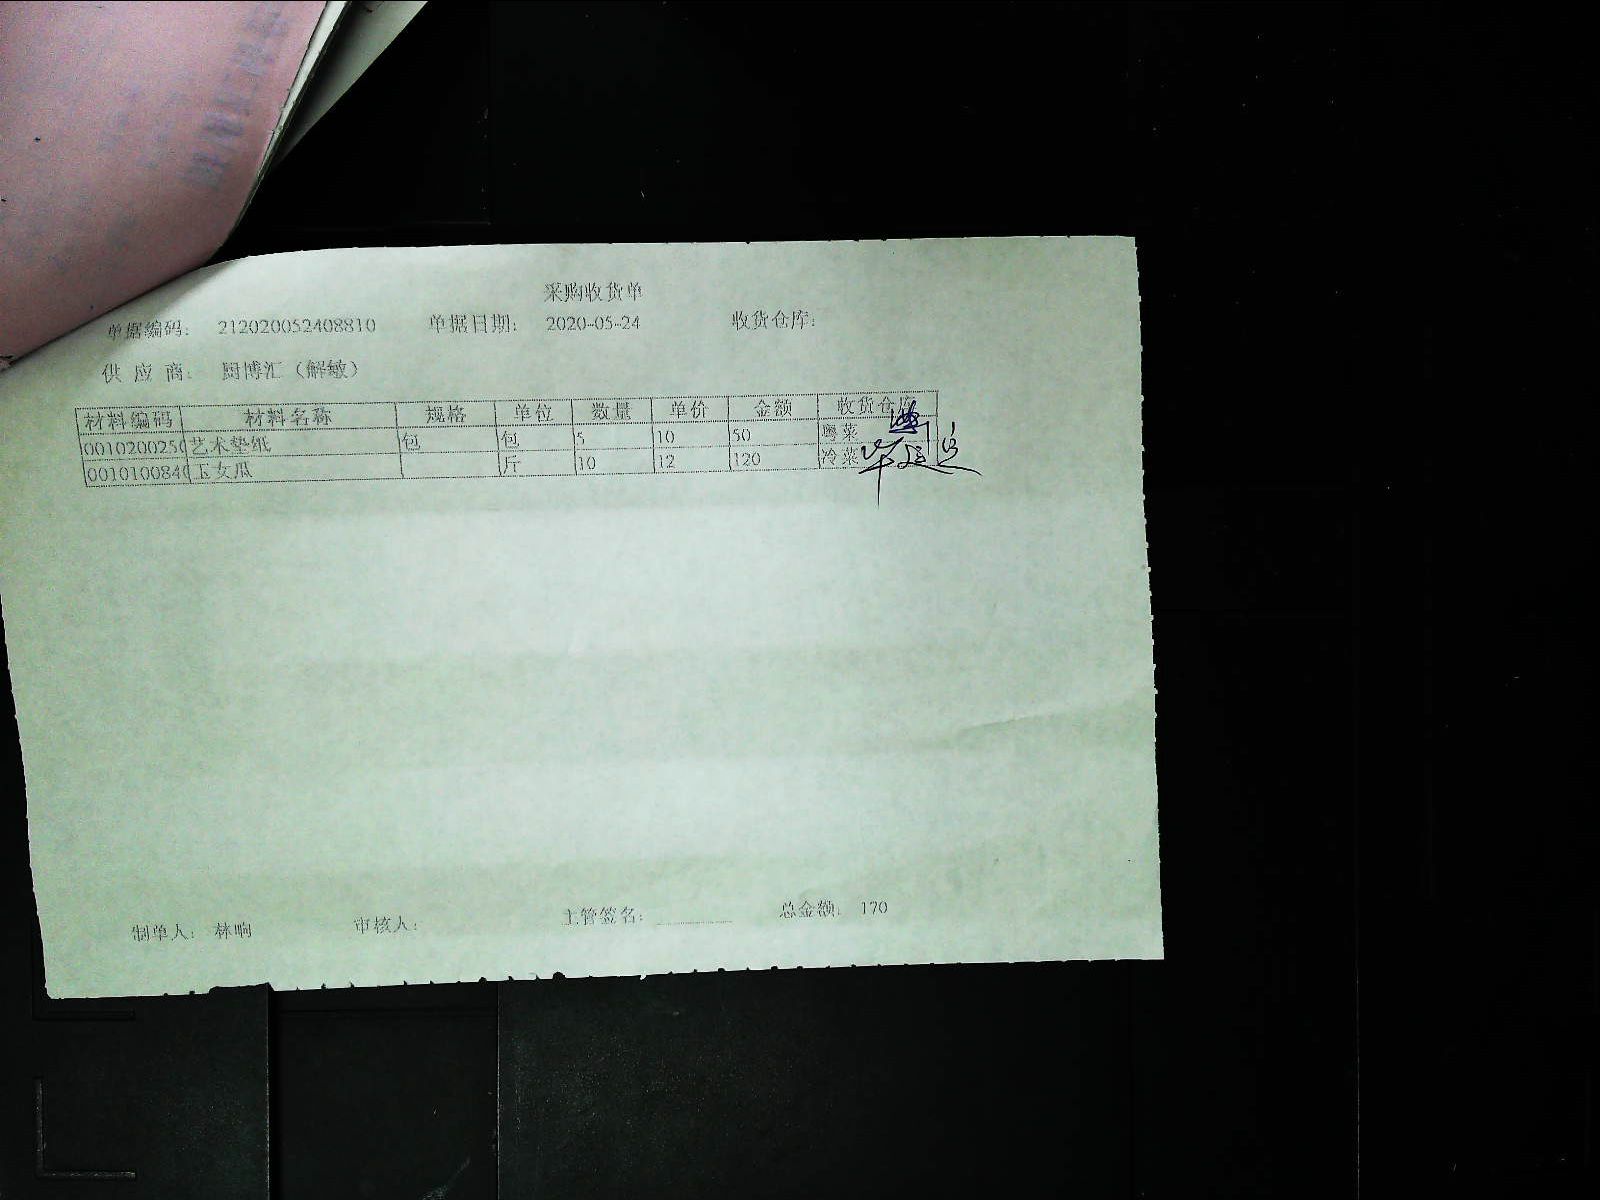 采购收货单
单据编码: 212020052408810 单据日期: 2020-05-24 收货仓库:
供应商: 厨博汇（解敏）
材料编码 材料名称 规格 单位 数量 单价 金额 收货仓库
001020025 艺术垫纸 包 包 5 10 50 粤菜
001010084 玉女瓜 斤 10 12 120 冷菜
制单人: 林响 审核人: 主管签名: 总金额: 170